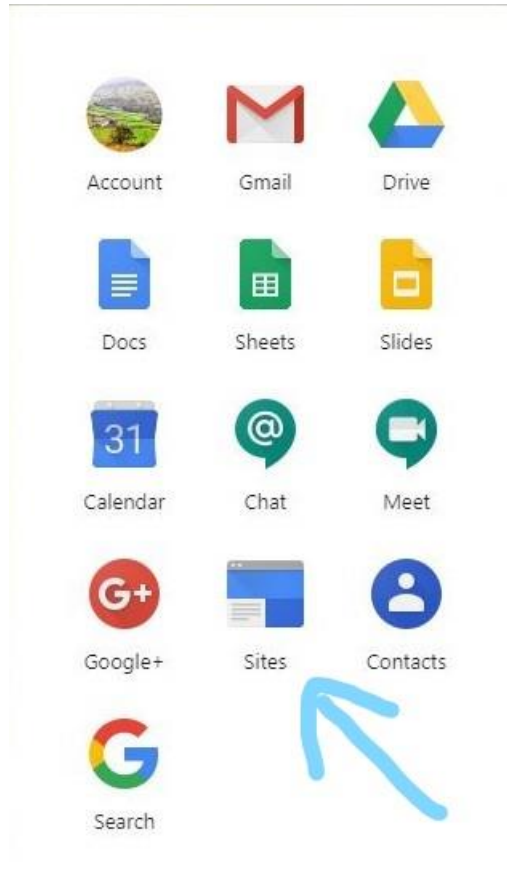 Account Gmail Drive
Docs Sheets Slides
31 @
Calendar Chat Meet
G+
Google+ Sites Contacts
G
Search